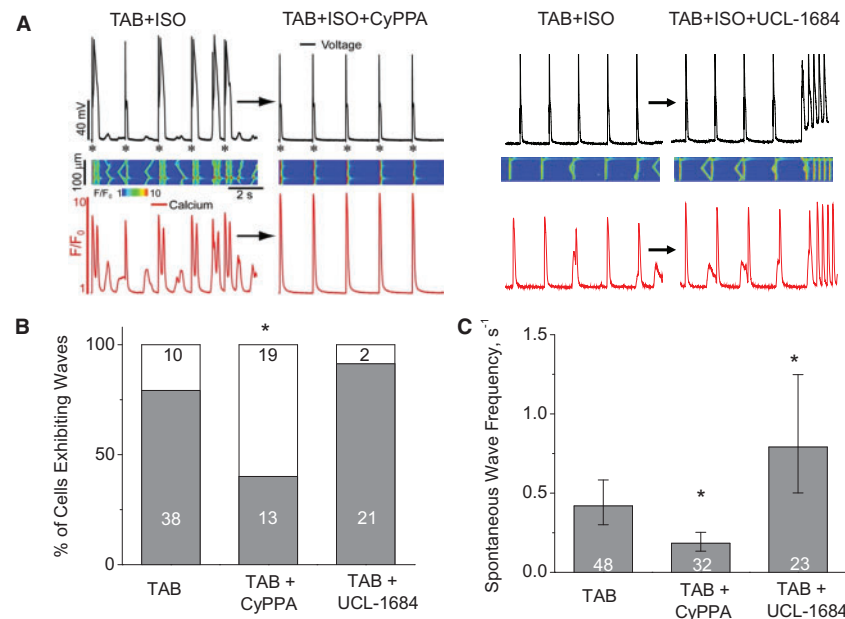 A
TAB+ISO
TAB+ISO+CyPPA
TAB+ISO
TAB+ISO+UCL-1684
Voltage
40 mV
* * * * *
* * * * *
100 µm
F/F0 1 10
2 s
10
Calcium
F/F0
1
B
% of Cells Exhibiting Waves
100
50
0
10
38
*
19
13
2
21
TAB
TAB +
CyPPA
TAB +
UCL-1684
C
Spontaneous Wave Frequency, s-1
1.5
1.0
0.5
0.0
48
*
32
*
23
TAB
TAB +
CyPPA
TAB +
UCL-1684